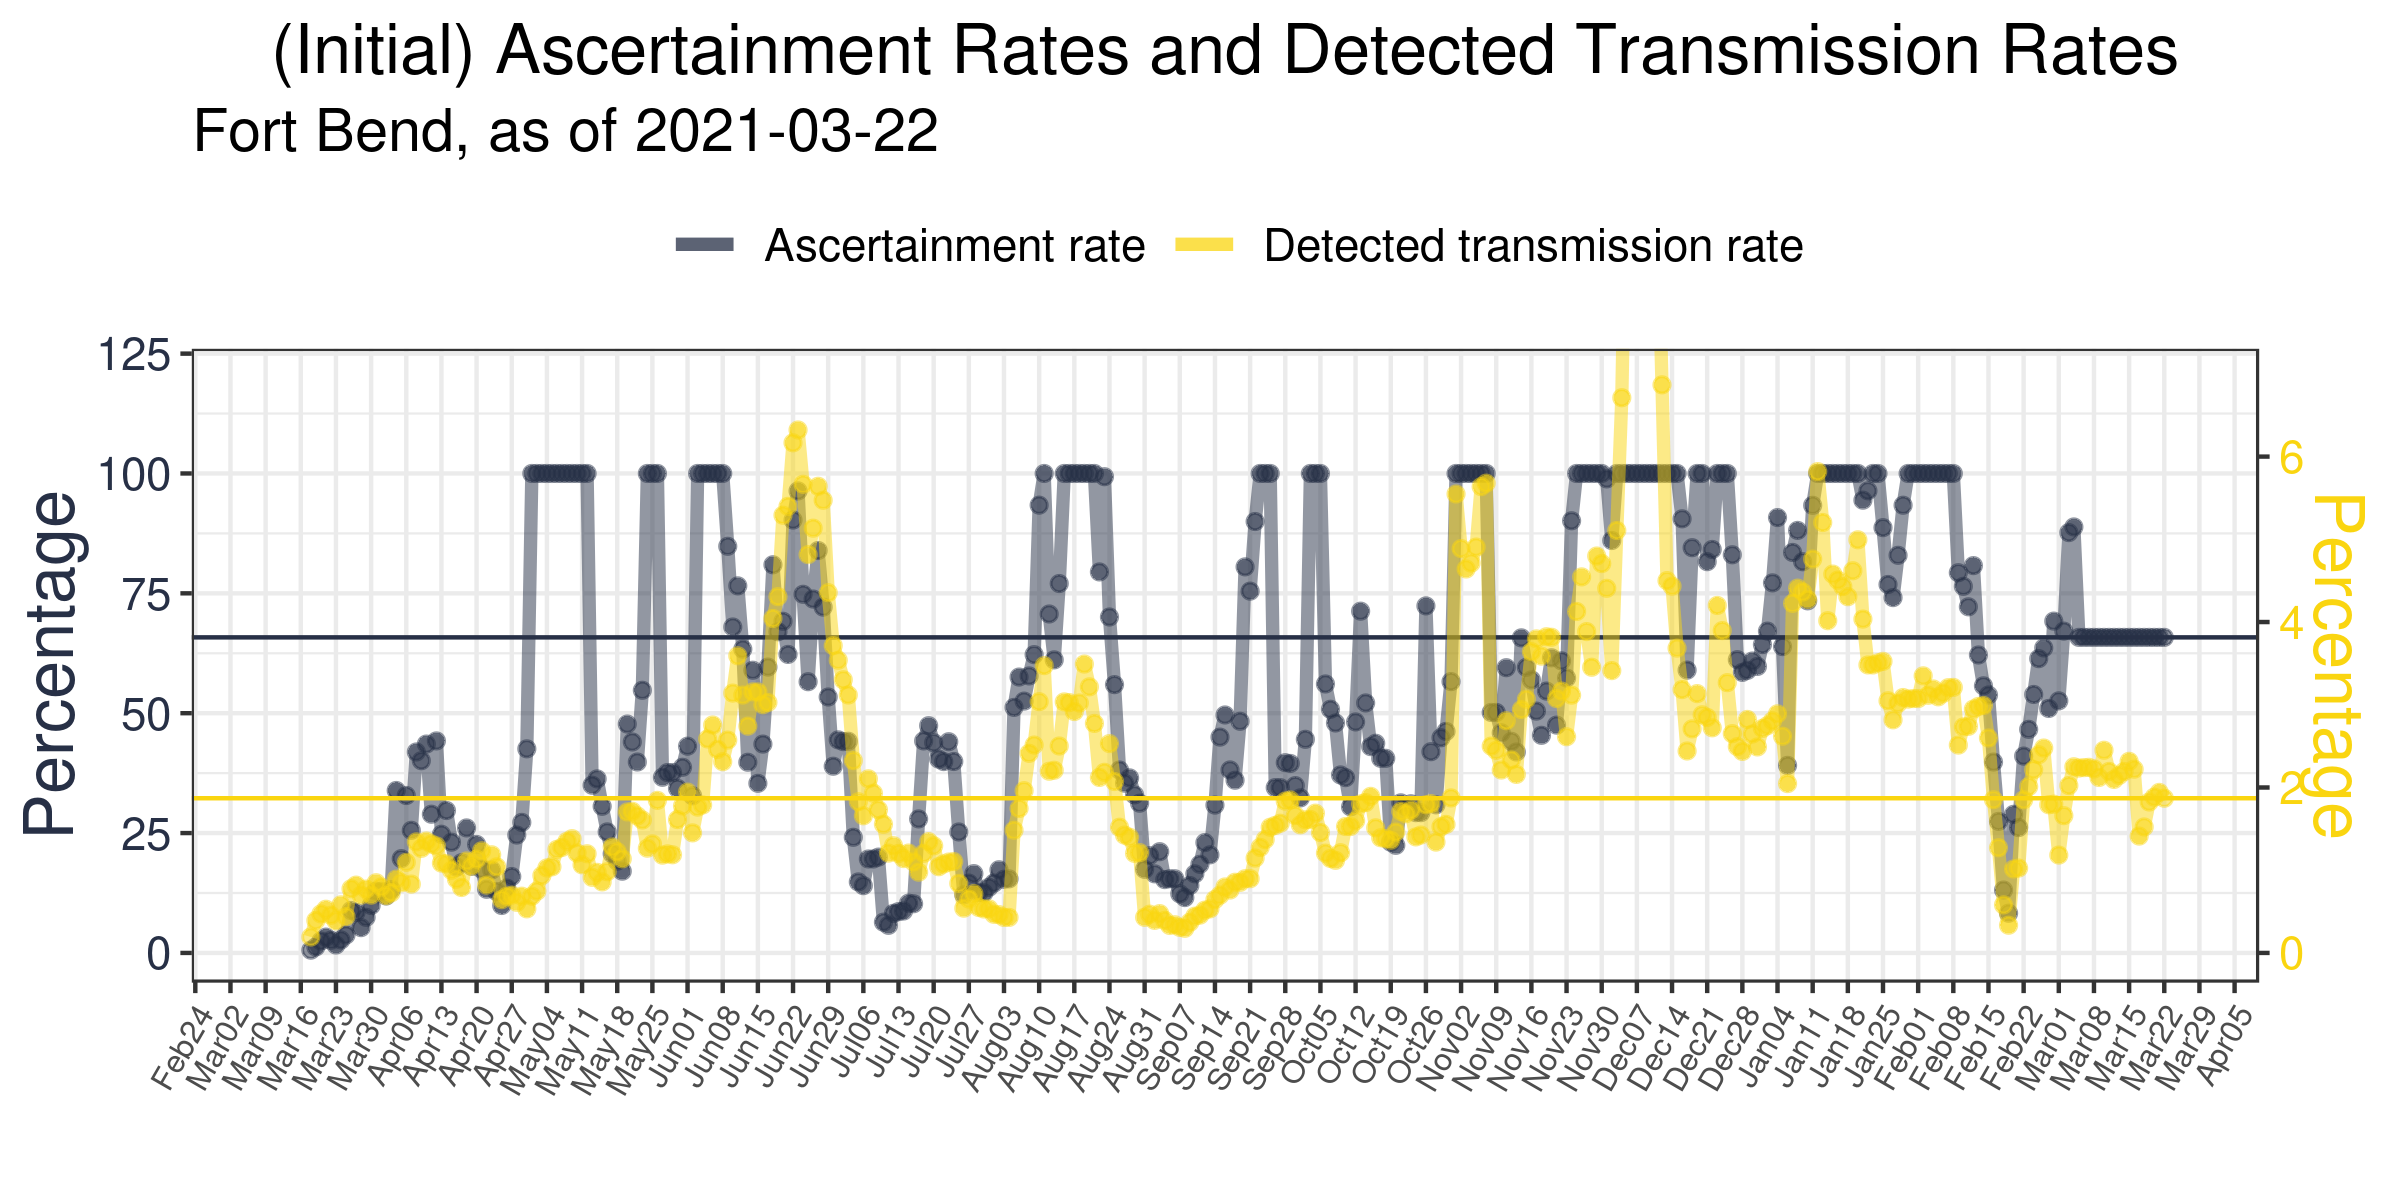 (Initial) Ascertainment Rates and Detected Transmission Rates
Fort Bend, as of 2021-03-22
Ascertainment rate Detected transmission rate
Percentage
125
100
75
50
25
0
6
4
2
0
Percentage
Feb24 Mar02 Mar09 Mar16 Mar23 Mar30 Apr06 Apr13 Apr20 Apr27 May04 May11 May18 May25 Jun01 Jun08 Jun15 Jun22 Jun29 Jul06 Jul13 Jul20 Jul27 Aug03 Aug10 Aug17 Aug24 Aug31 Sep07 Sep14 Sep21 Sep28 Oct05 Oct12 Oct19 Oct26 Nov02 Nov09 Nov16 Nov23 Nov30 Dec07 Dec14 Dec21 Dec28 Jan04 Jan11 Jan18 Jan25 Feb01 Feb08 Feb15 Feb22 Mar01 Mar08 Mar15 Mar22 Mar29 Apr05